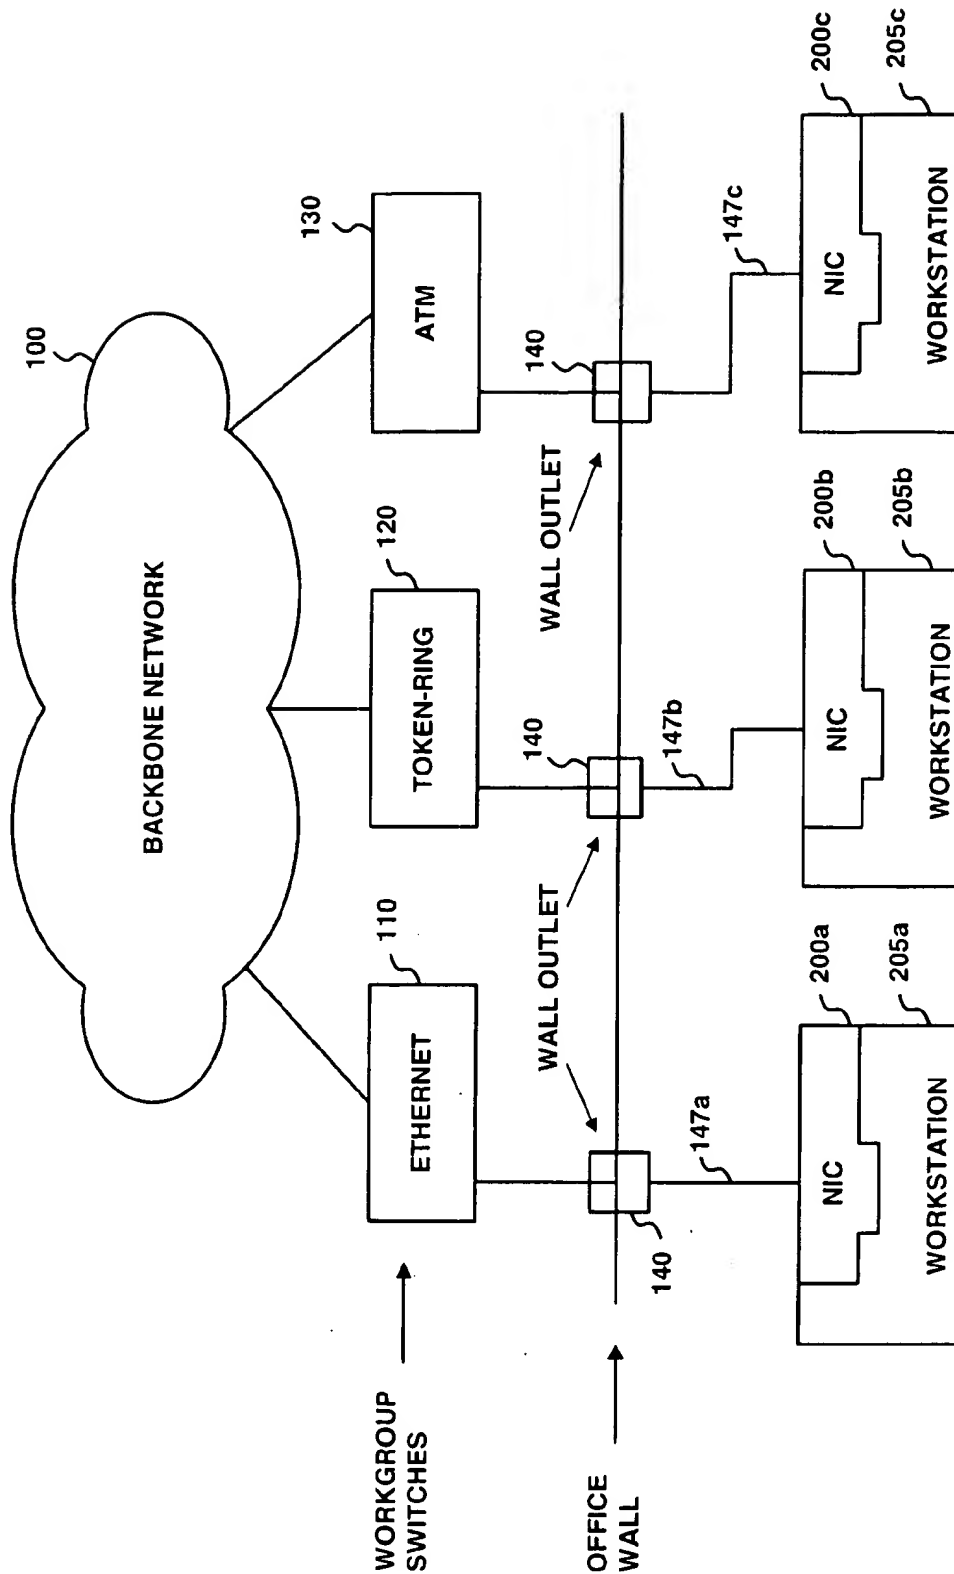 100
BACKBONE NETWORK
WORKGROUP
SWITCHES
110
ETHERNET
120
TOKEN-RING
130
ATM
OFFICE
WALL
WALL OUTLET
WALL OUTLET
140
140
140
147a
147b
147c
NIC
200a
WORKSTATION
205a
NIC
200b
WORKSTATION
205b
NIC
200c
WORKSTATION
205c